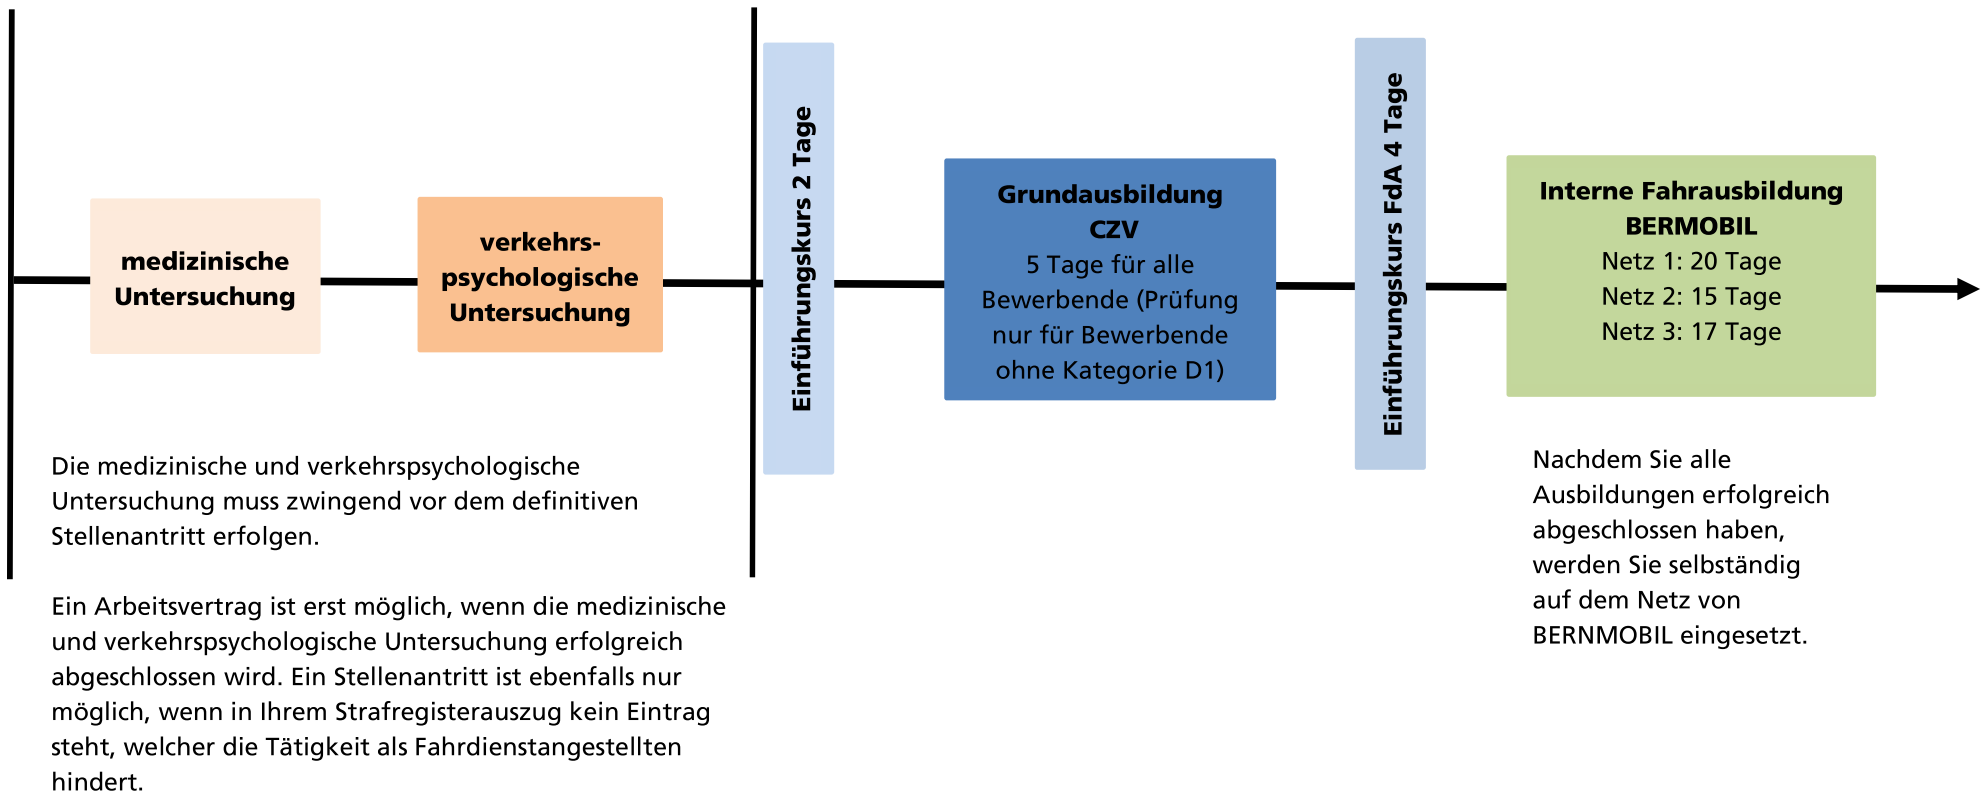 medizinische
Untersuchung
verkehrs-
psychologische
Untersuchung
Einführungskurs 2 Tage
Grundausbildung
CZV
5 Tage für alle
Bewerbende (Prüfung
nur für Bewerbende
ohne Kategorie D1)
Einführungskurs FdA 4 Tage
Interne Fahrausbildung
BERMOBIL
Netz 1: 20 Tage
Netz 2: 15 Tage
Netz 3: 17 Tage
Die medizinische und verkehrspsychologische
Untersuchung muss zwingend vor dem definitiven
Stellenantritt erfolgen.
Ein Arbeitsvertrag ist erst möglich, wenn die medizinische
und verkehrspsychologische Untersuchung erfolgreich
abgeschlossen wird. Ein Stellenantritt ist ebenfalls nur
möglich, wenn in Ihrem Strafregisterauszug kein Eintrag
steht, welcher die Tätigkeit als Fahrdienstangestellten
hindert.
Nachdem Sie alle
Ausbildungen erfolgreich
abgeschlossen haben,
werden Sie selbständig
auf dem Netz von
BERNMOBIL eingesetzt.